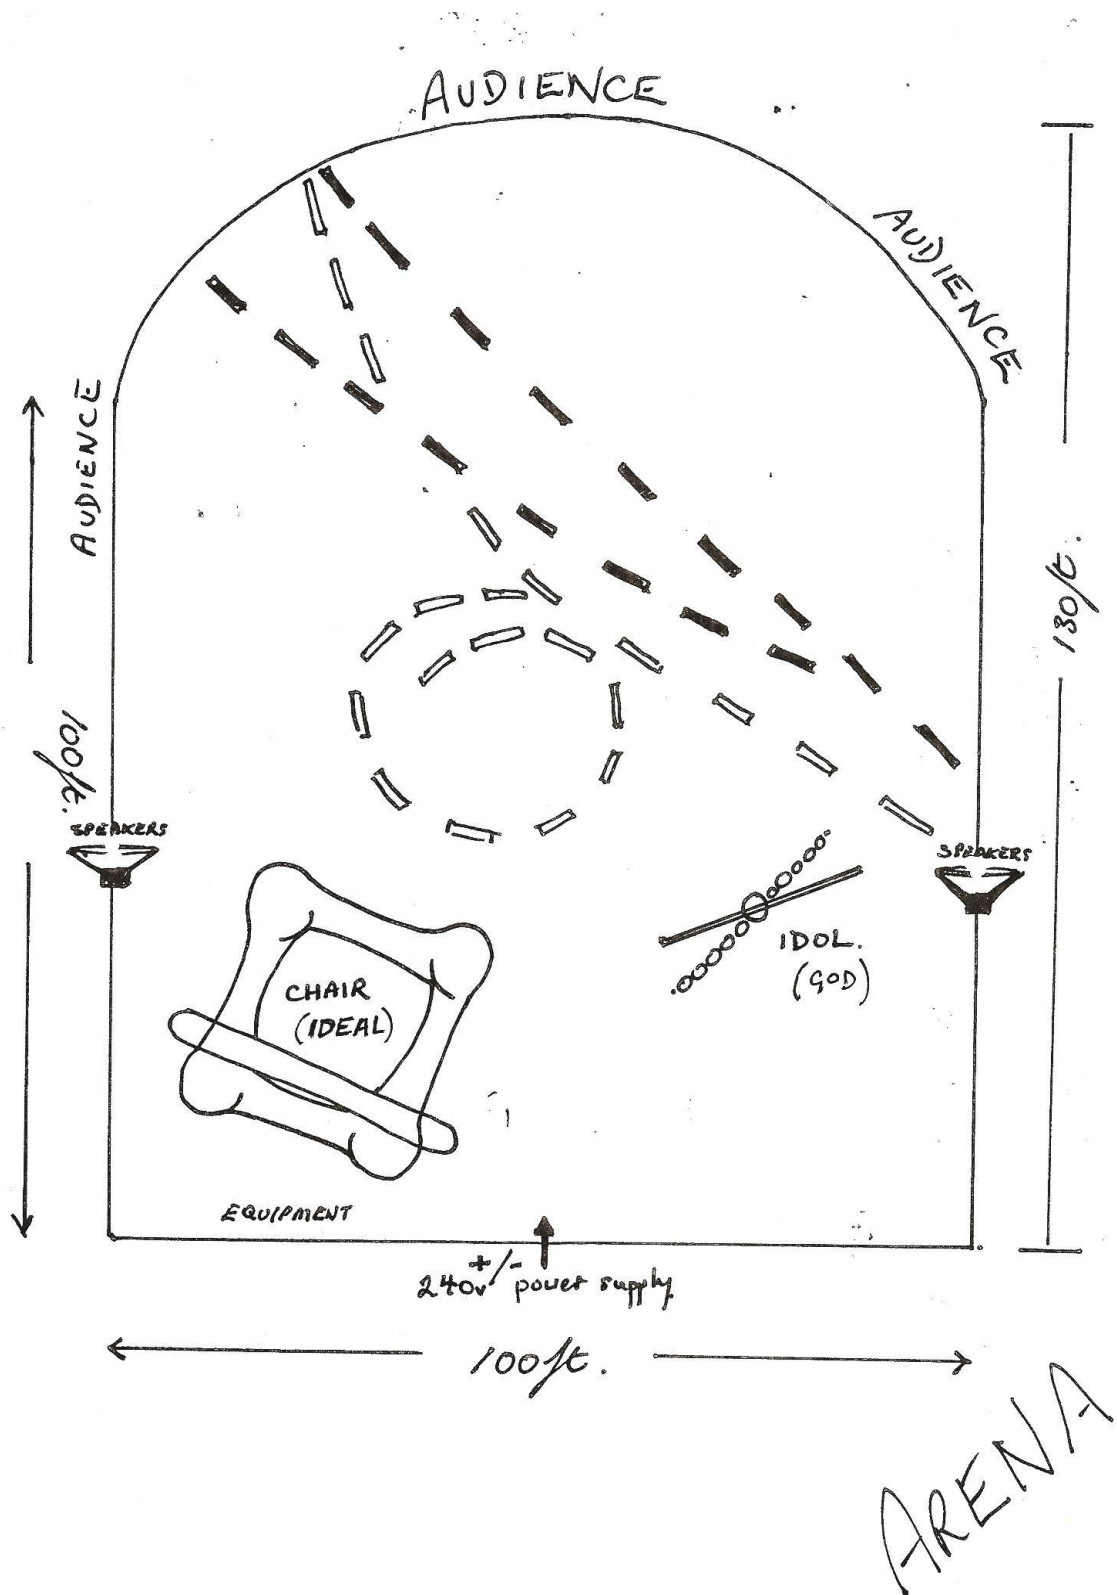 AUDIENCE
AUDIENCE
AUDIENCE
130ft.
100ft.
SPEAKERS
SPEAKERS
IDOL.
(GOD)
CHAIR
(IDEAL)
EQUIPMENT
+/-
240v power supply.
100ft.
ARENA